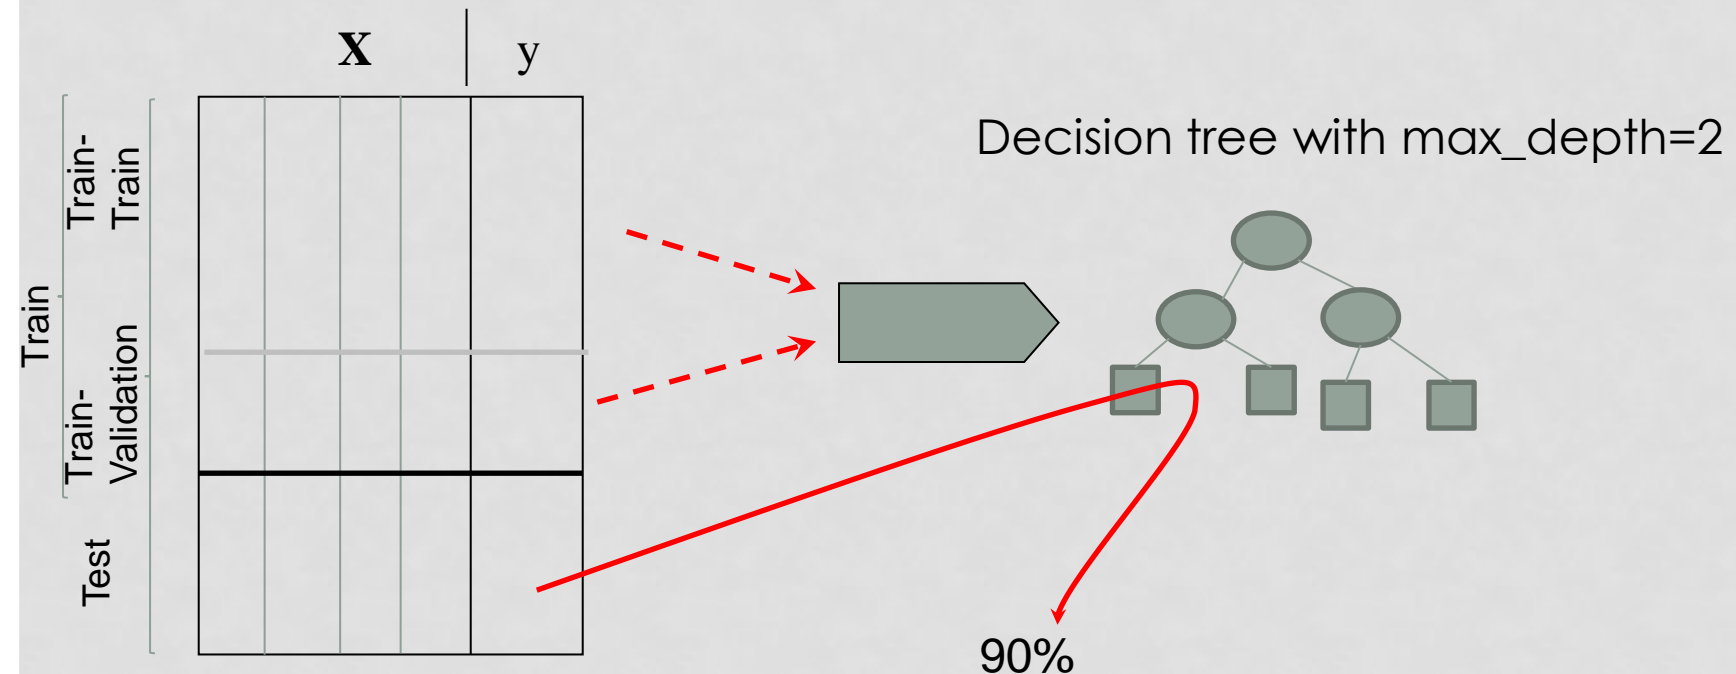 X y
Decision tree with max_depth=2
Train
Train-
Train
Train-
Validation
Test
90%